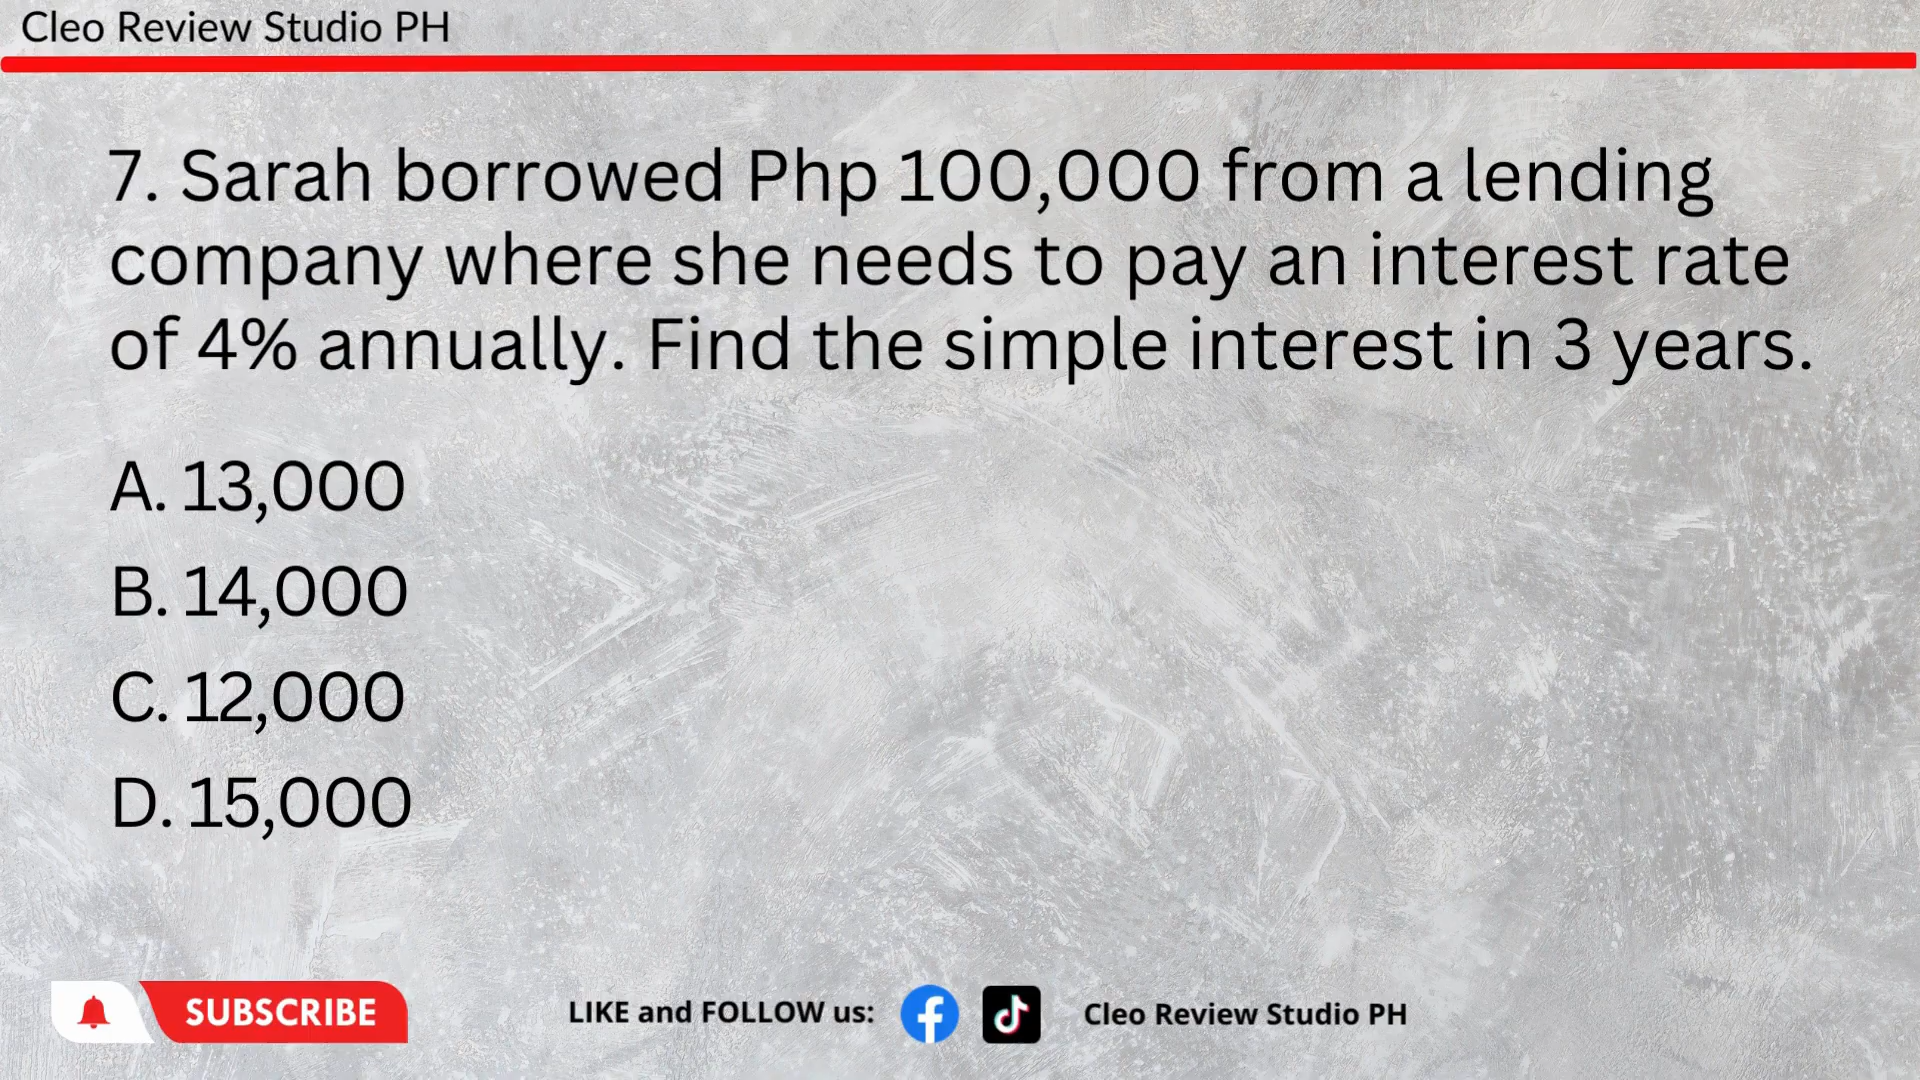 Cleo Review Studio PH
7. Sarah borrowed Php 100,000 from a lending
company where she needs to pay an interest rate
of 4% annually. Find the simple interest in 3 years.
A. 13,000
B. 14,000
C. 12,000
D. 15,000
SUBSCRIBE
LIKE and FOLLOW us:
Cleo Review Studio PH